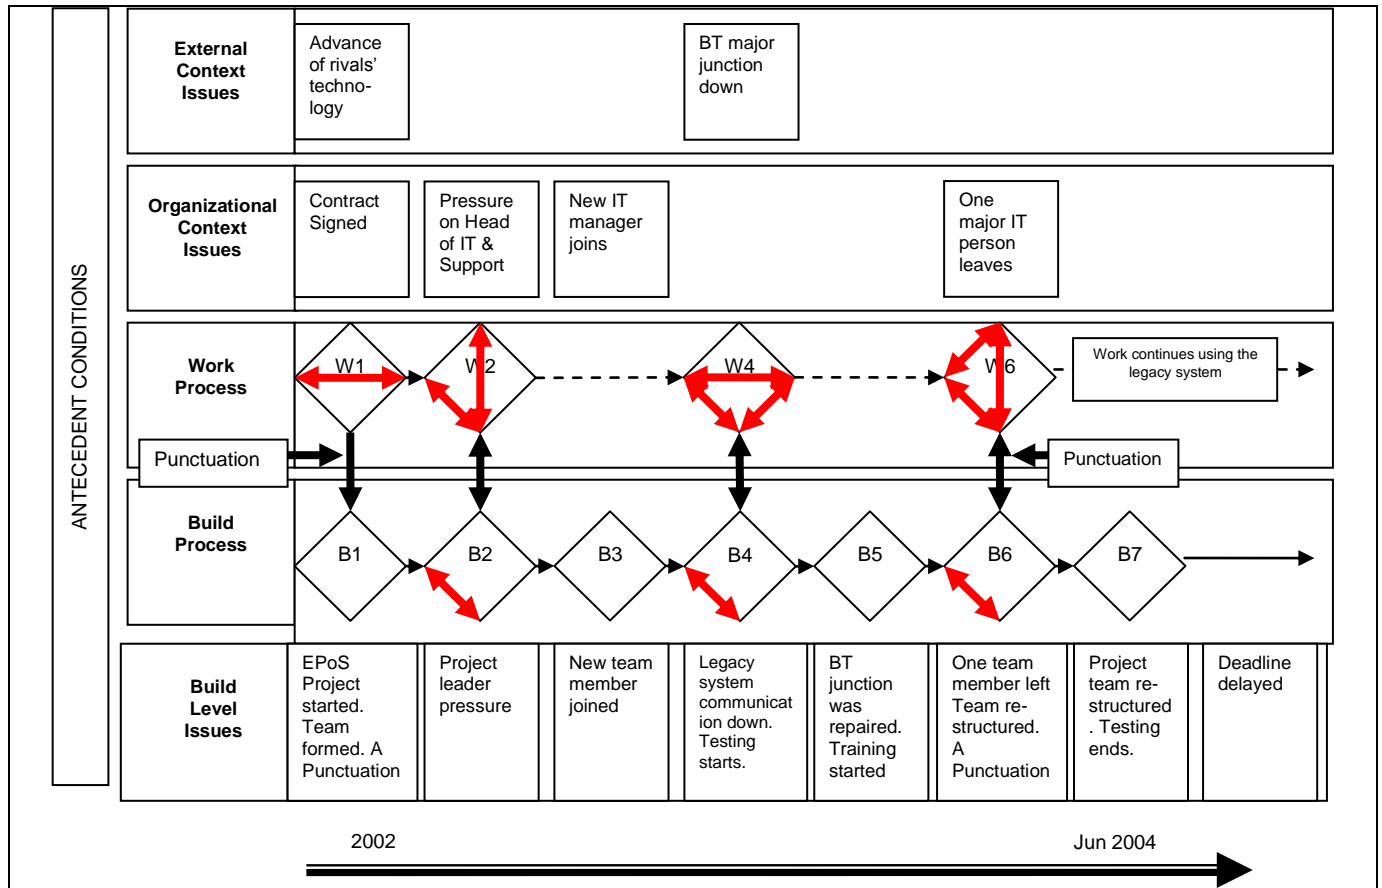 ANTECEDENT CONDITIONS
External
Context
Issues
Advance
of rivals'
techno-
logy
BT major
junction
down
Organizational
Context
Issues
Contract
Signed
Pressure
on Head
of IT &
Support
New IT
manager
joins
One
major IT
person
leaves
Work
Process
W1
W2
W4
W6
Work continues using the
legacy system
Punctuation
Punctuation
Build
Process
B1
B2
B3
B4
B5
B6
B7
Build
Level
Issues
EPoS
Project
started.
Team
formed. A
Punctuation
Project
leader
pressure
New team
member
joined
Legacy
system
communicat
ion down.
Testing
starts.
BT
junction
was
repaired.
Training
started
One team
member left
Team re-
structured.
A
Punctuation
Project
team re-
structured
. Testing
ends.
Deadline
delayed
2002
Jun 2004